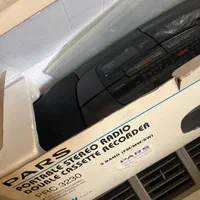 PARS
PORTABLE STEREO RADIO
DOUBLE CASSETTE RECORDER
PRC-3230
3 BAND (FM/MW/SW)
PARS